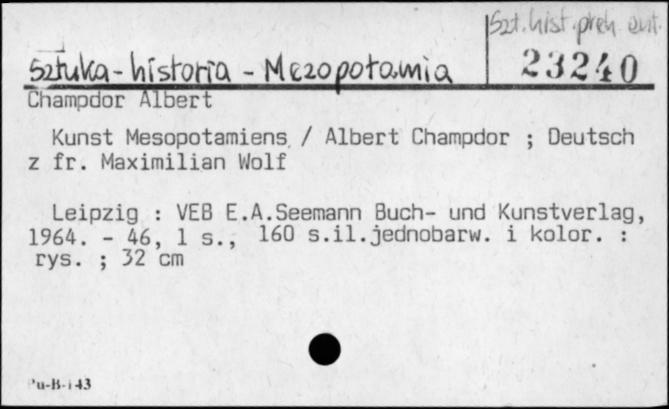 Szt. hist. preh. ant.
Sztuka - historia - Mezopotamia
23240
Champdor Albert
Kunst Mesopotamiens / Albert Champdor ; Deutsch
z fr. Maximilian Wolf
Leipzig : VEB E.A.Seemann Buch- und Kunstverlag,
1964. - 46, 1 s., 160 s.il.jednobarw. i kolor. :
rys. ; 32 cm
Pu-B-143